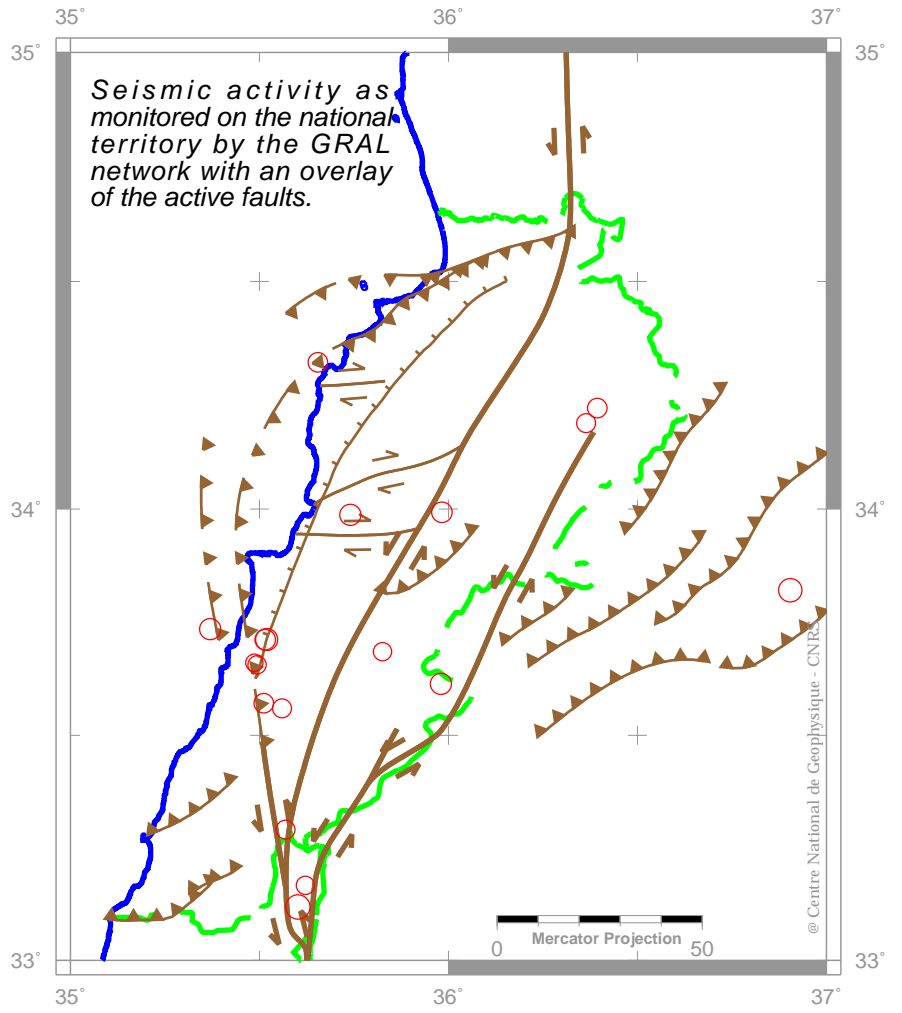 35˚ 36˚ 37˚
35˚ 35˚
Seismic activity as
monitored on the national
territory by the GRAL
network with an overlay
of the active faults.
34˚ 34˚
@ Centre National de Geophysique - CNRS
Mercator Projection
0 50
33˚ 33˚
35˚ 36˚ 37˚